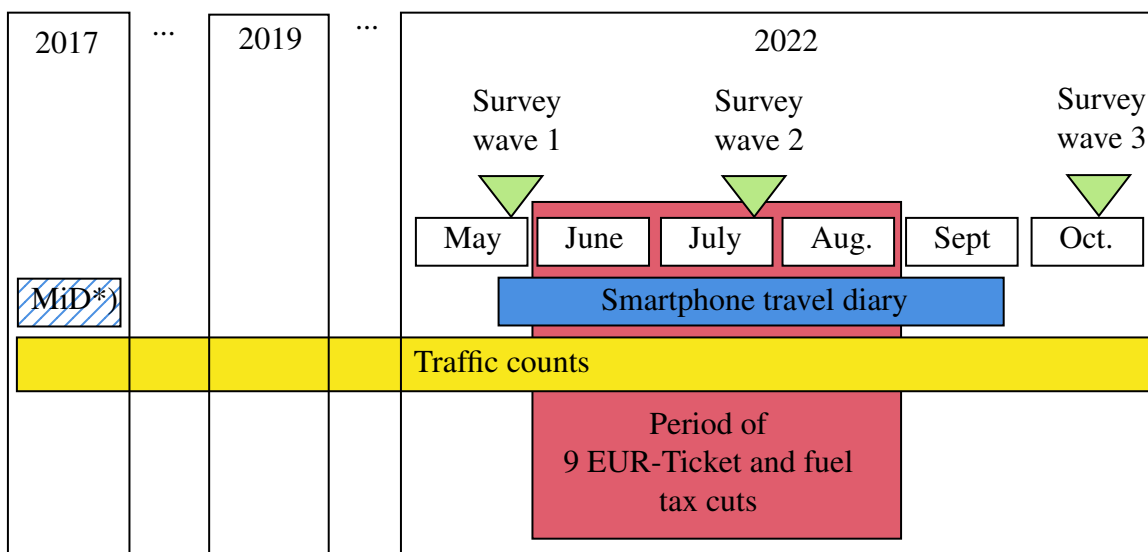 2017
...
2019
...
2022
Survey
wave 1
Survey
wave 2
Survey
wave 3
May
June
July
Aug.
Sept
Oct.
MiD*)
Smartphone travel diary
Traffic counts
Period of
9 EUR-Ticket and fuel
tax cuts